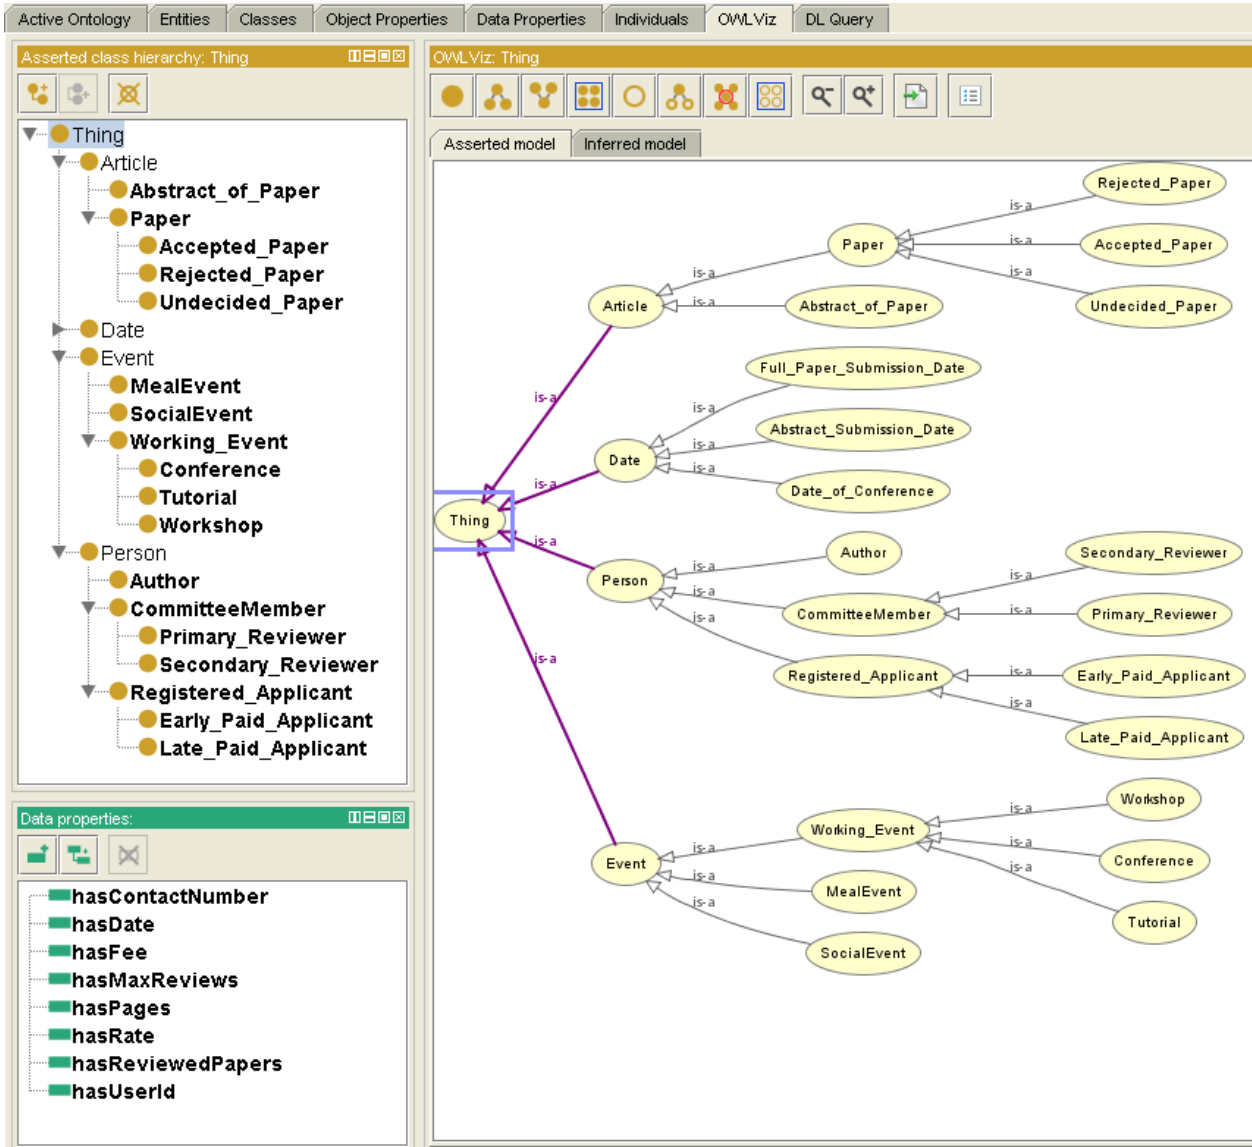 Active Ontology Entities Classes Object Properties Data Properties Individuals OWLViz DL Query
Asserted class hierarchy: Thing
Thing
Article
Abstract_of_Paper
Paper
Accepted_Paper
Rejected_Paper
Undecided_Paper
Date
Event
MealEvent
SocialEvent
Working_Event
Conference
Tutorial
Workshop
Person
Author
CommitteeMember
Primary_Reviewer
Secondary_Reviewer
Registered_Applicant
Early_Paid_Applicant
Late_Paid_Applicant
Data properties:
hasContactNumber
hasDate
hasFee
hasMaxReviews
hasPages
hasRate
hasReviewedPapers
hasUserId
OWLViz: Thing
Asserted model Inferred model
Rejected_Paper
is-a
Paper is-a Accepted_Paper
is-a is-a
Article is-a Abstract_of_Paper Undecided_Paper
Full_Paper_Submission_Date
is-a
is-a
Abstract_Submission_Date
is-a
Date
is-a is-a
Date_of_Conference
Thing
is-a
Author Secondary_Reviewer
is-a
Person is-a
is-a
CommitteeMember is-a Primary_Reviewer
is-a
is-a
Registered_Applicant is-a Early_Paid_Applicant
is-a
Late_Paid_Applicant
Workshop
is-a
Working_Event
is-a
is-a
Event Conference
is-a
is-a
MealEvent
is-a
Tutorial
SocialEvent